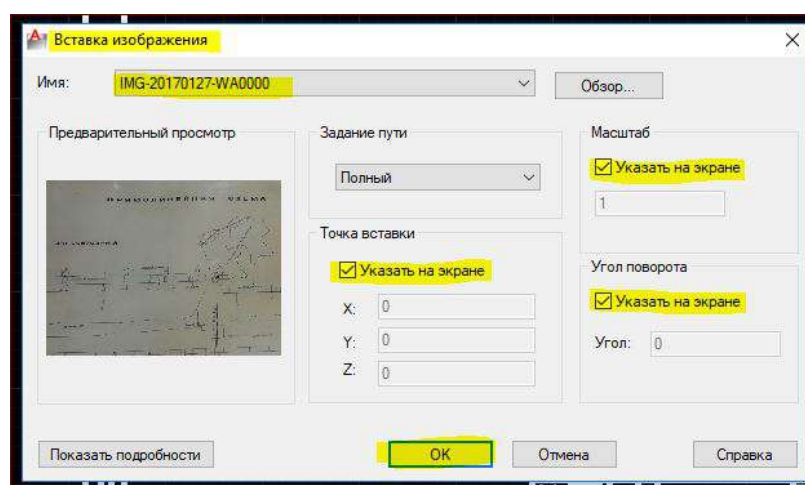 Вставка изображения
Имя: IMG-20170127-WA0000 Обзор...
Предварительный просмотр
Задание пути
Полный
Точка вставки
Указать на экране
X: 0
Y: 0
Z: 0
Масштаб
Указать на экране
1
Угол поворота
Указать на экране
Угол: 0
Показать подробности OK Отмена Справка